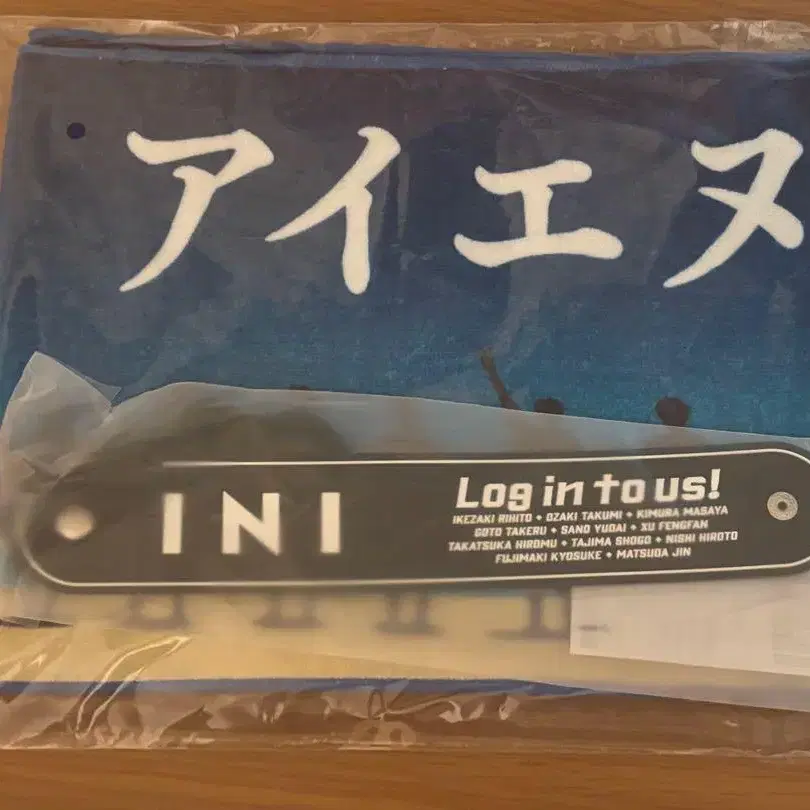 アイエヌ
INI
Log in to us!
IKEZAKI RIHITO + OZAKI TAKUMI + KIMURA MASAYA
GOTO TAKERU + SANO YUDAI + XU FENGFAN
TAKATSUKA HIROMU + TAJIMA SHOGO + NISHI HIROTO
FUJIMAKI KYOSUKE + MATSUDA JIN